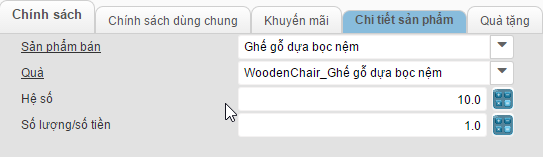 Chính sách Chính sách dùng chung Khuyến mãi Chi tiết sản phẩm Quà tặng
Sản phẩm bán Ghế gỗ dựa bọc nệm
Quà WoodenChair_Ghế gỗ dựa bọc nệm
Hệ số 10.0
Số lượng/số tiền 1.0